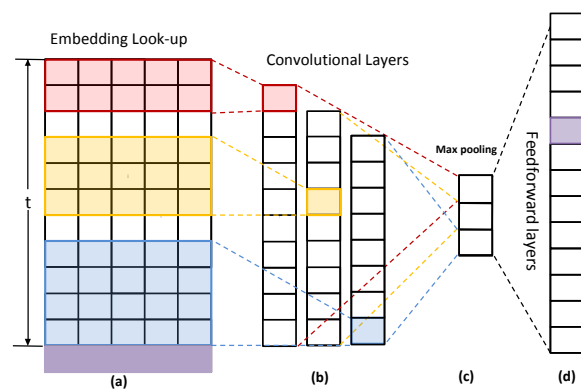 Embedding Look-up
Convolutional Layers
t
Max pooling
Feedforward layers
(a)
(b)
(c)
(d)